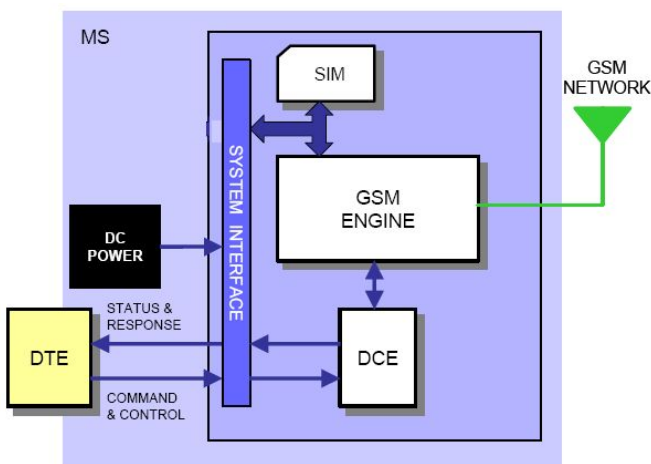 MS
SIM
GSM
NETWORK
SYSTEM INTERFACE
GSM
ENGINE
DC
POWER
STATUS &
RESPONSE
DTE
DCE
COMMAND
& CONTROL